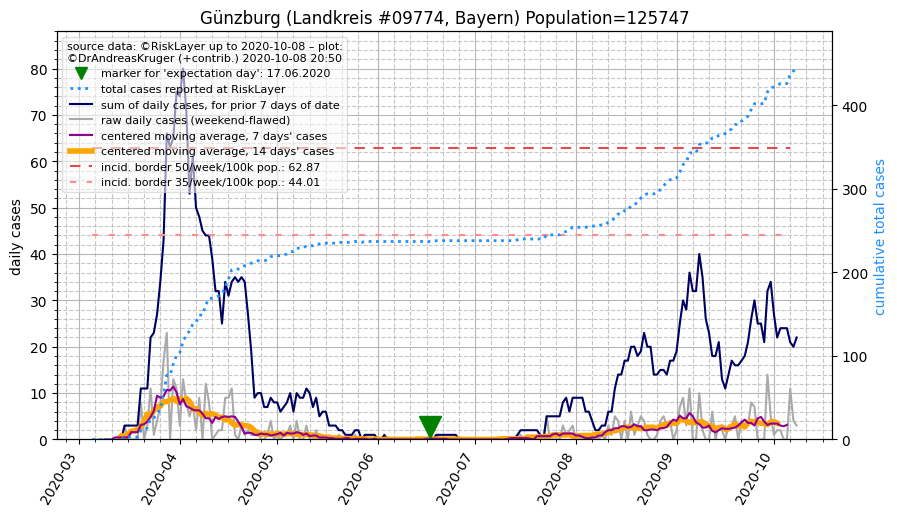 Günzburg (Landkreis #09774, Bayern) Population=125747
source data: ©RiskLayer up to 2020-10-08 – plot:
©DrAndreasKruger (+contrib.) 2020-10-08 20:50
marker for 'expectation day': 17.06.2020
total cases reported at RiskLayer
sum of daily cases, for prior 7 days of date
raw daily cases (weekend-flawed)
centered moving average, 7 days' cases
centered moving average, 14 days' cases
incid. border 50/week/100k pop.: 62.87
incid. border 35/week/100k pop.: 44.01
daily cases
80
70
60
50
40
30
20
10
0
cumulative total cases
400
300
200
100
0
2020-03
2020-04
2020-05
2020-06
2020-07
2020-08
2020-09
2020-10